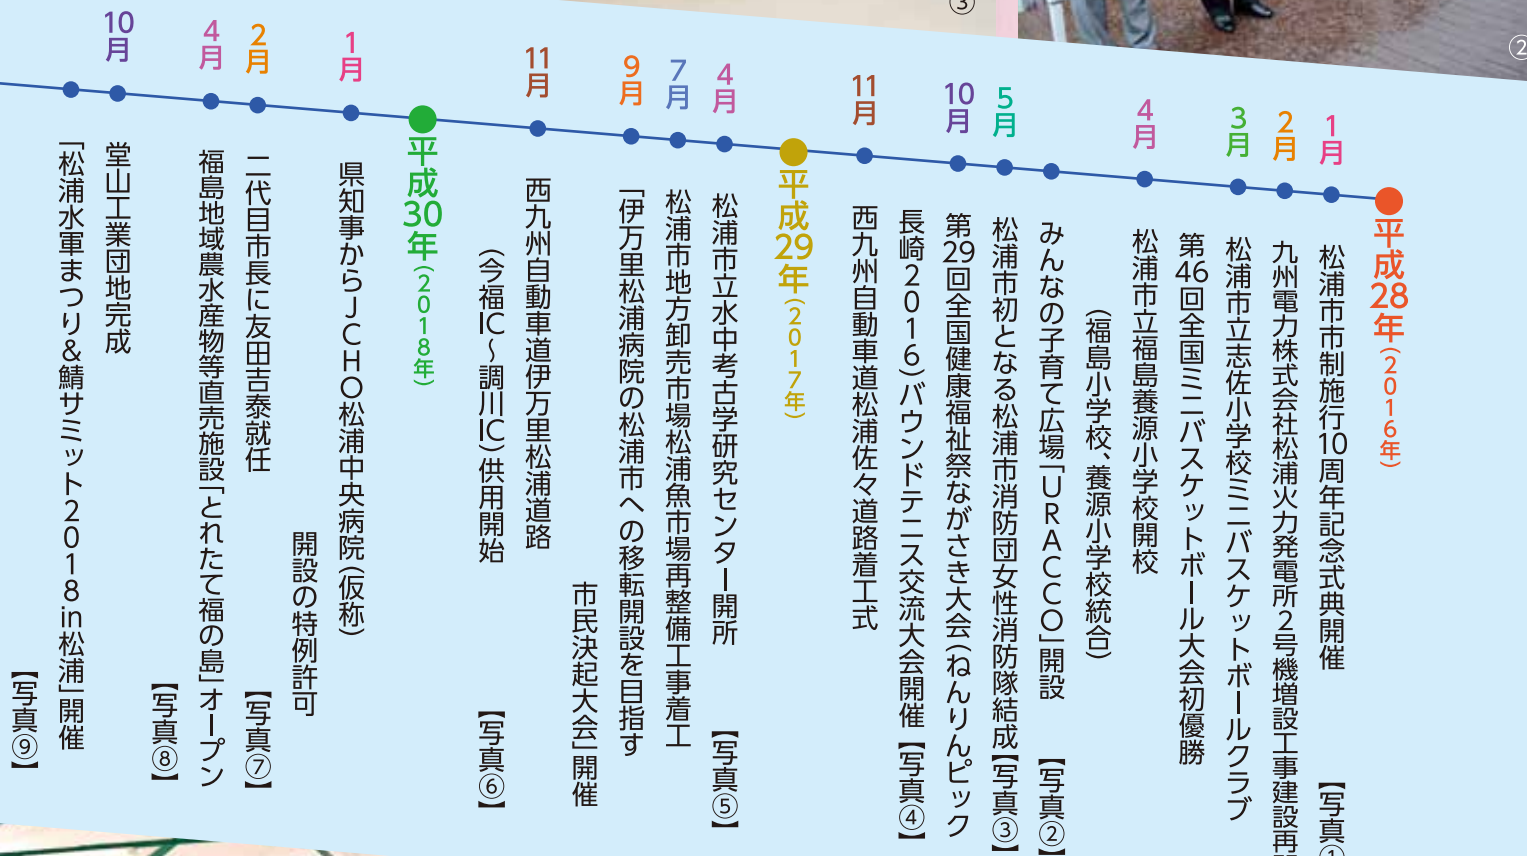 ③
②
平成28年(2016年)
1月
松浦市市制施行10周年記念式典開催
【写真①
2月
九州電力株式会社松浦火力発電所2号機増設工事建設再
3月
松浦市立志佐小学校ミニバスケットボールクラブ
第46回全国ミニバスケットボール大会初優勝
4月
松浦市立福島養源小学校開校
(福島小学校、養源小学校統合)
みんなの子育て広場「URACCO」開設
【写真②】
5月
松浦市初となる松浦市消防団女性消防隊結成【写真③】
10月
第29回全国健康福祉祭ながさき大会(ねんりんピック
長崎2016)バウンドテニス交流大会開催【写真④】
11月
西九州自動車道松浦佐々道路着工式
平成29年(2017年)
4月
松浦市立水中考古学研究センター開所
【写真⑤】
7月
松浦市地方卸売市場松浦魚市場再整備工事着工
9月
「伊万里松浦病院の松浦市への移転開設を目指す
市民決起大会」開催
11月
西九州自動車道伊万里松浦道路
(今福IC〜調川IC)供用開始
【写真⑥】
平成30年(2018年)
1月
県知事からJCHO松浦中央病院(仮称)
開設の特例許可
2月
二代目市長に友田吉泰就任
【写真⑦】
4月
福島地域農水産物等直売施設「とれたて福の島」オープン
【写真⑧】
10月
堂山工業団地完成
「松浦水軍まつり&鯖サミット2018in松浦」開催
【写真⑨】